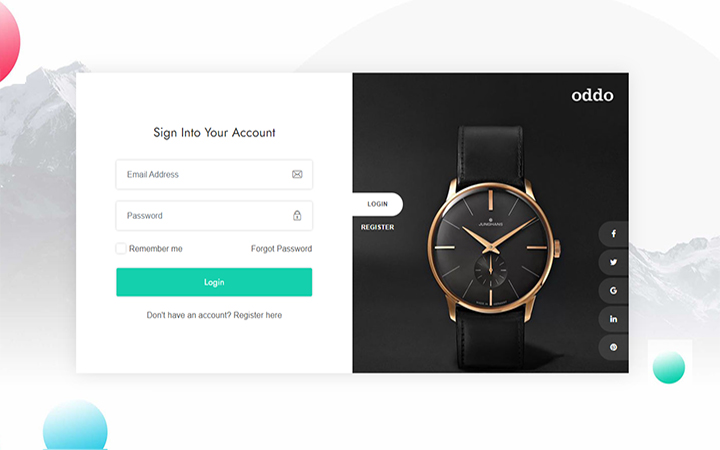 oddo
Sign Into Your Account
Email Address
Password
Remember me
Forgot Password
Login
Don't have an account? Register here
LOGIN
REGISTER
JUNGHANS